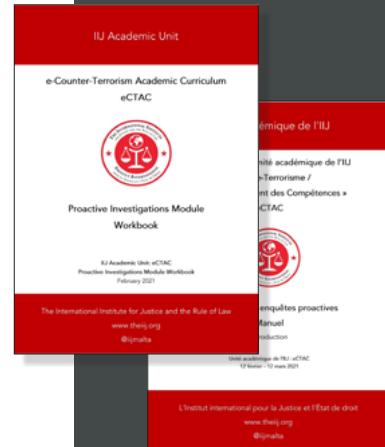 IIJ Academic Unit
e-Counter-Terrorism Academic Curriculum
eCTAC
Proactive Investigations Module
Workbook
IIJ Academic Unit: eCTAC
Proactive Investigations Module Workbook
February 2021
The International Institute for Justice and the Rule of Law
www.theiij.org
@iijmalta
émique de l'IIJ
nité académique de l'IIJ
-Terrorisme /
nt des Compétences »
CTAC
enquêtes proactives
Manuel
roduction
Unité académique de l'IIJ : eCTAC
12 février - 12 mars 2021
L'Institut international pour la Justice et l'État de droit
www.theiij.org
@iijmalta